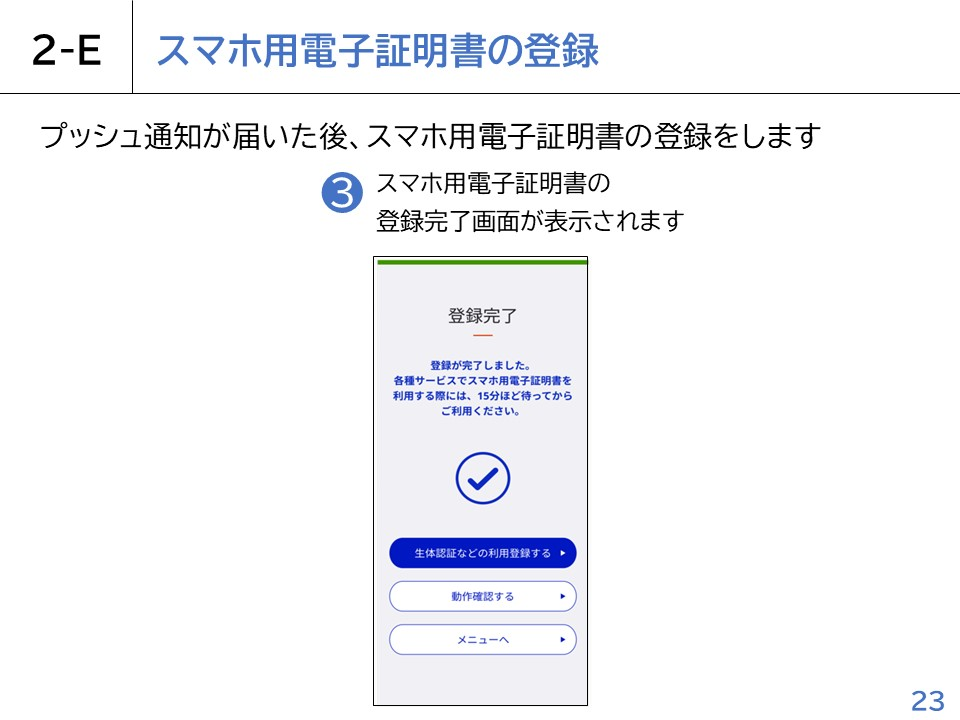 2-E
スマホ用電子証明書の登録
プッシュ通知が届いた後、スマホ用電子証明書の登録をします
3
スマホ用電子証明書の
登録完了画面が表示されます
登録完了
登録が完了しました。
各種サービスでスマホ用電子証明書を
利用する際には、15分ほど待ってから
ご利用ください。
生体認証などの利用登録する
動作確認する
メニューへ
23